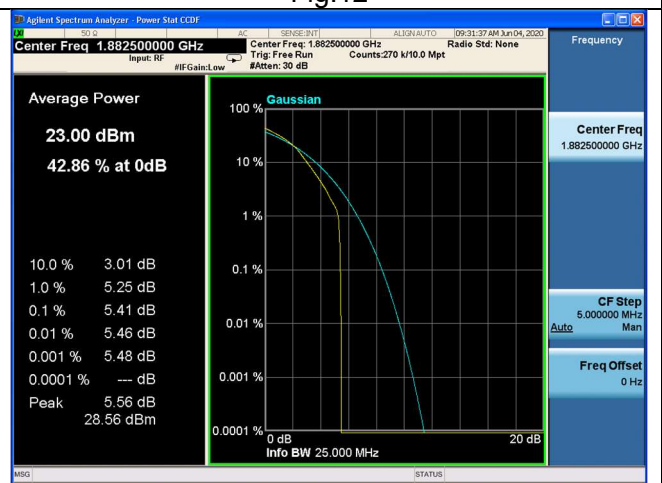 Agilent Spectrum Analyzer - Power Stat CCDF
LXI 50 Ω AC SENSE:INT ALIGN AUTO 09:31:37 AM Jun 04, 2020
Center Freq 1.882500000 GHz
Input: RF
#IFGain:Low
Center Freq: 1.882500000 GHz
Trig: Free Run Counts:270 k/10.0 Mpt
#Atten: 30 dB
Radio Std: None
Frequency
Average Power
23.00 dBm
42.86 % at 0dB
10.0 % 3.01 dB
1.0 % 5.25 dB
0.1 % 5.41 dB
0.01 % 5.46 dB
0.001 % 5.48 dB
0.0001 % --- dB
Peak 5.56 dB
28.56 dBm
Gaussian
100 %
10 %
1 %
0.1 %
0.01 %
0.001 %
0.0001 %
0 dB 20 dB
Info BW 25.000 MHz
Center Freq
1.882500000 GHz
CF Step
5.000000 MHz
Auto Man
Freq Offset
0 Hz
MSG STATUS